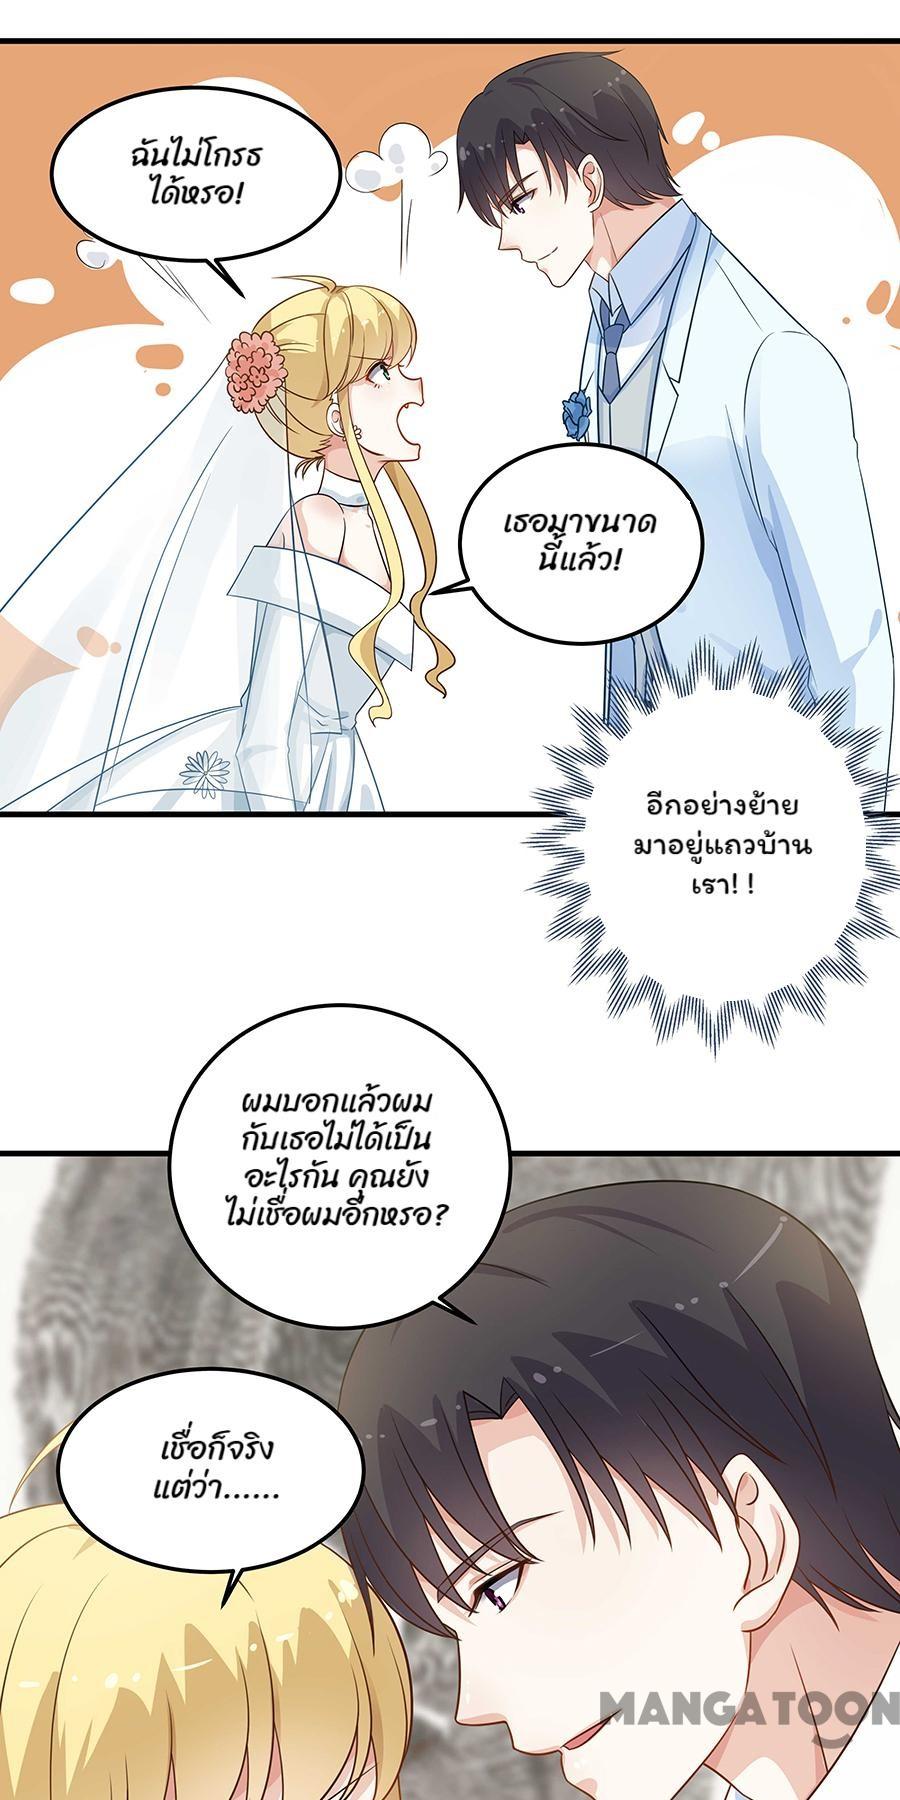 ฉันไม่โกรธ
ได้หรอ!
เธอมาขนาด
นี้แล้ว!
อีกอย่างย้าย
มาอยู่แถวบ้าน
เรา!!
ผมบอกแล้วผม
กับเธอไม่ได้เป็น
อะไรกัน คุณยัง
ไม่เชื่อผมอีกหรอ?
เชื่อก็จริง
แต่ว่า......
MANGATOON